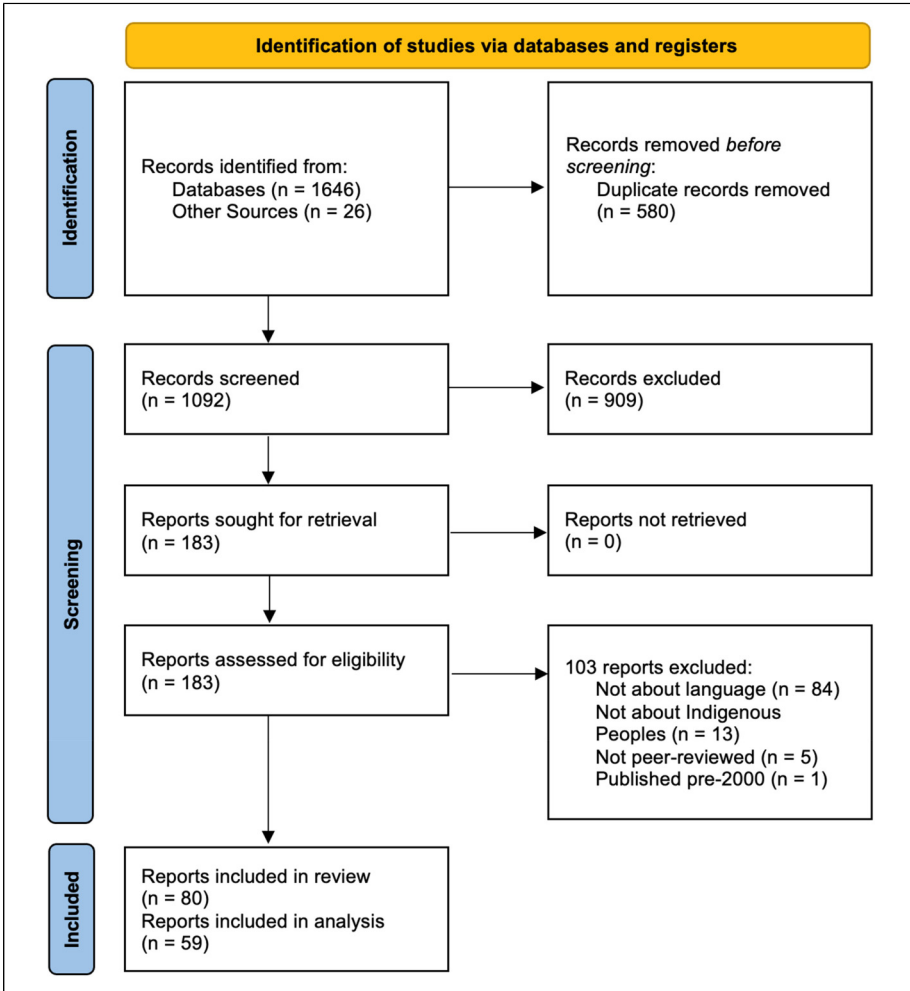 Identification of studies via databases and registers
Identification
Records identified from:
Databases (n = 1646)
Other Sources (n = 26)
Records removed before
screening:
Duplicate records removed
(n = 580)
Screening
Records screened
(n = 1092)
Records excluded
(n = 909)
Reports sought for retrieval
(n = 183)
Reports not retrieved
(n = 0)
Reports assessed for eligibility
(n = 183)
103 reports excluded:
Not about language (n = 84)
Not about Indigenous
Peoples (n = 13)
Not peer-reviewed (n = 5)
Published pre-2000 (n = 1)
Included
Reports included in review
(n = 80)
Reports included in analysis
(n = 59)